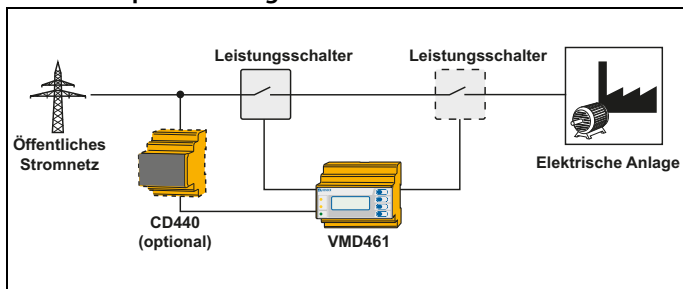 Leistungsschalter
Leistungsschalter
Öffentliches
Stromnetz
Elektrische Anlage
CD440
(optional)
VMD461